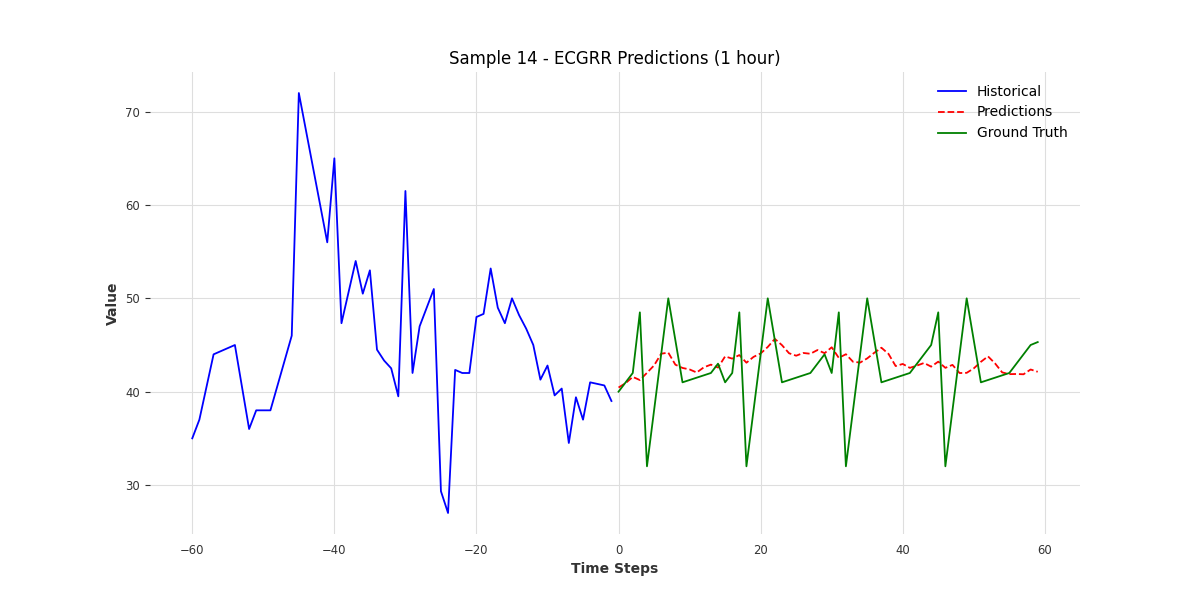 Sample 14 - ECGRR Predictions (1 hour)
Historical
Predictions
Ground Truth
70
60
50
40
30
Value
−60
−40
−20
0
20
40
60
Time Steps